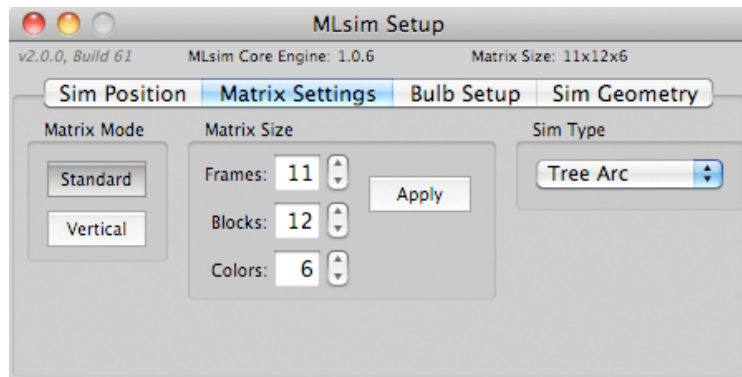 MLsim Setup
v2.0.0, Build 61 MLsim Core Engine: 1.0.6 Matrix Size: 11x12x6
Sim Position Matrix Settings Bulb Setup Sim Geometry
Matrix Mode Matrix Size Sim Type
Standard Frames: 11 Apply Tree Arc
Vertical Blocks: 12
Colors: 6